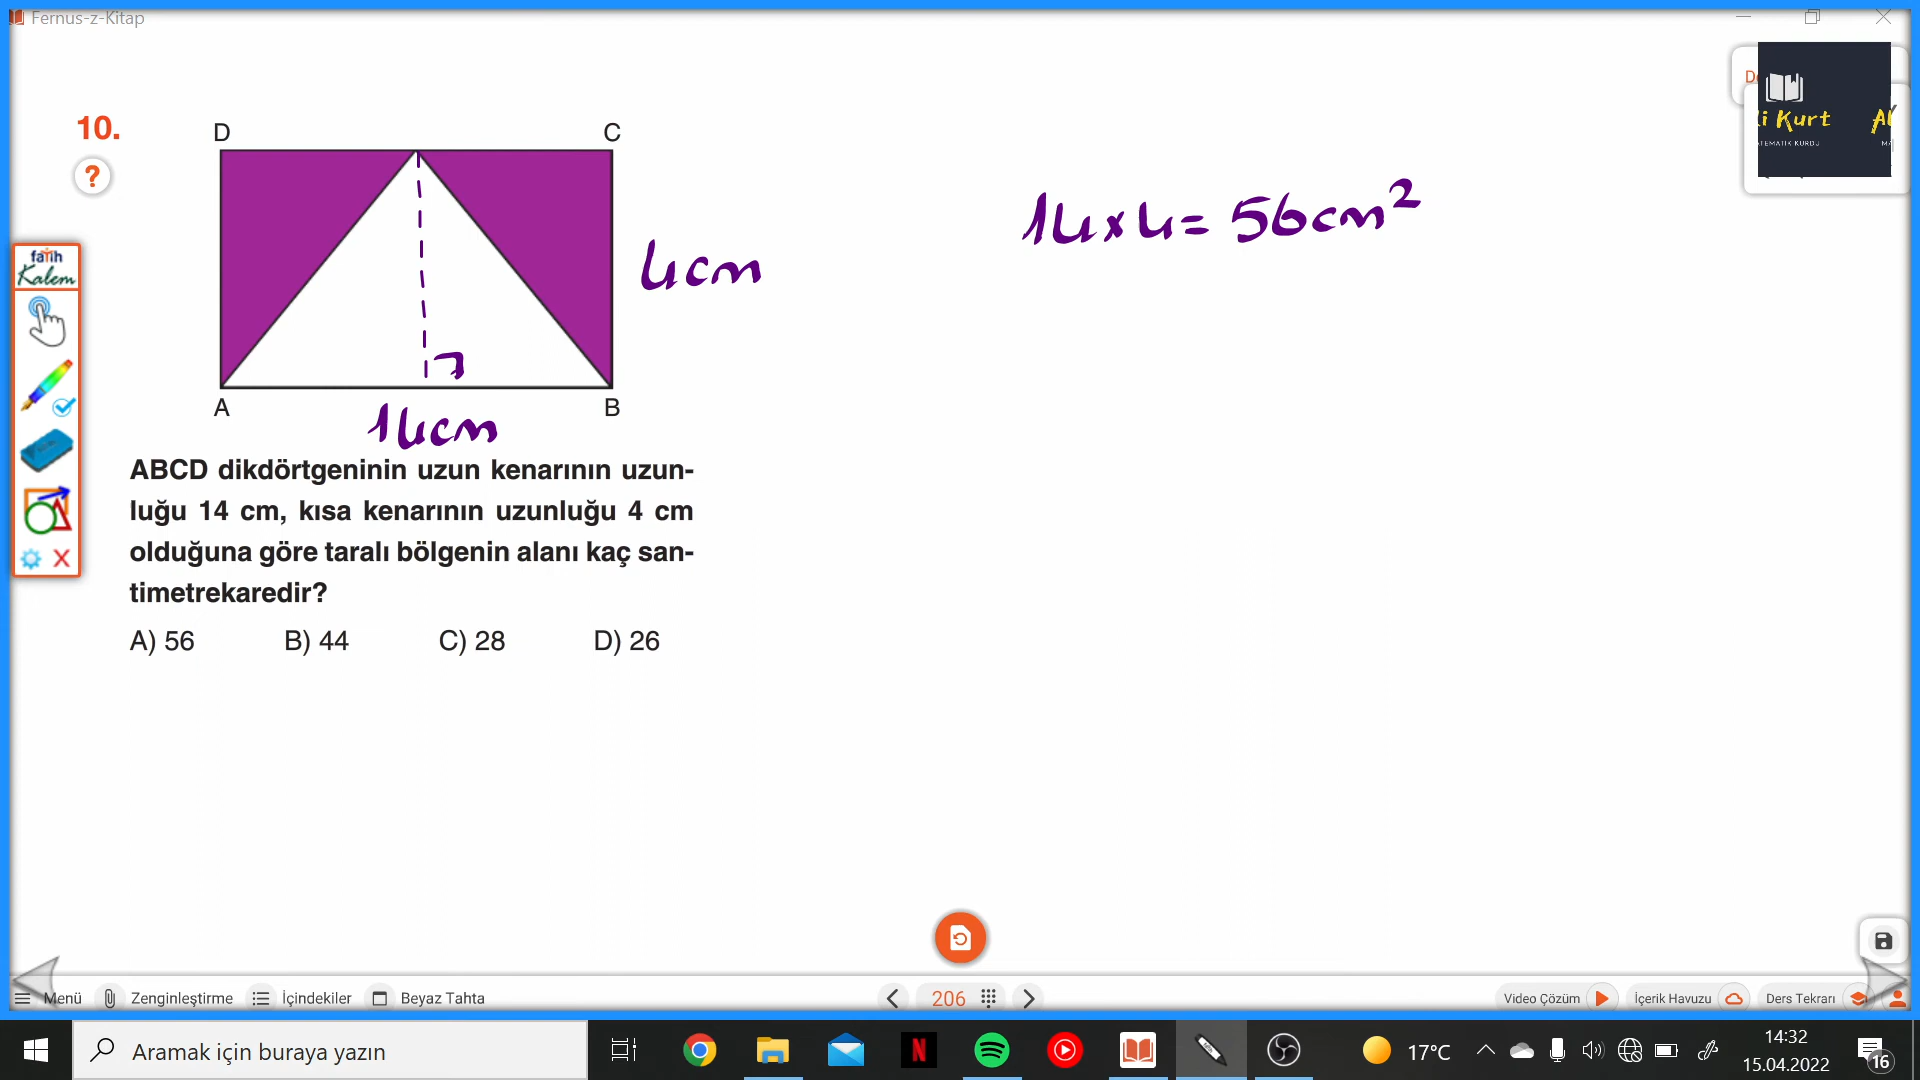 Fernus-z-Kitap
10.
D
C
?
14x4= 56cm²
4cm
A
B
14cm
ABCD dikdörtgeninin uzun kenarının uzun-
luğu 14 cm, kısa kenarının uzunluğu 4 cm
olduğuna göre taralı bölgenin alanı kaç san-
timetrekaredir?
A) 56 B) 44 C) 28 D) 26
fatih
Kalem
i Kurt
Menü Zenginleştirme İçindekiler Beyaz Tahta
206
Video Çözüm İçerik Havuzu Ders Tekrarı
Aramak için buraya yazın
17°C
14:32
15.04.2022
16